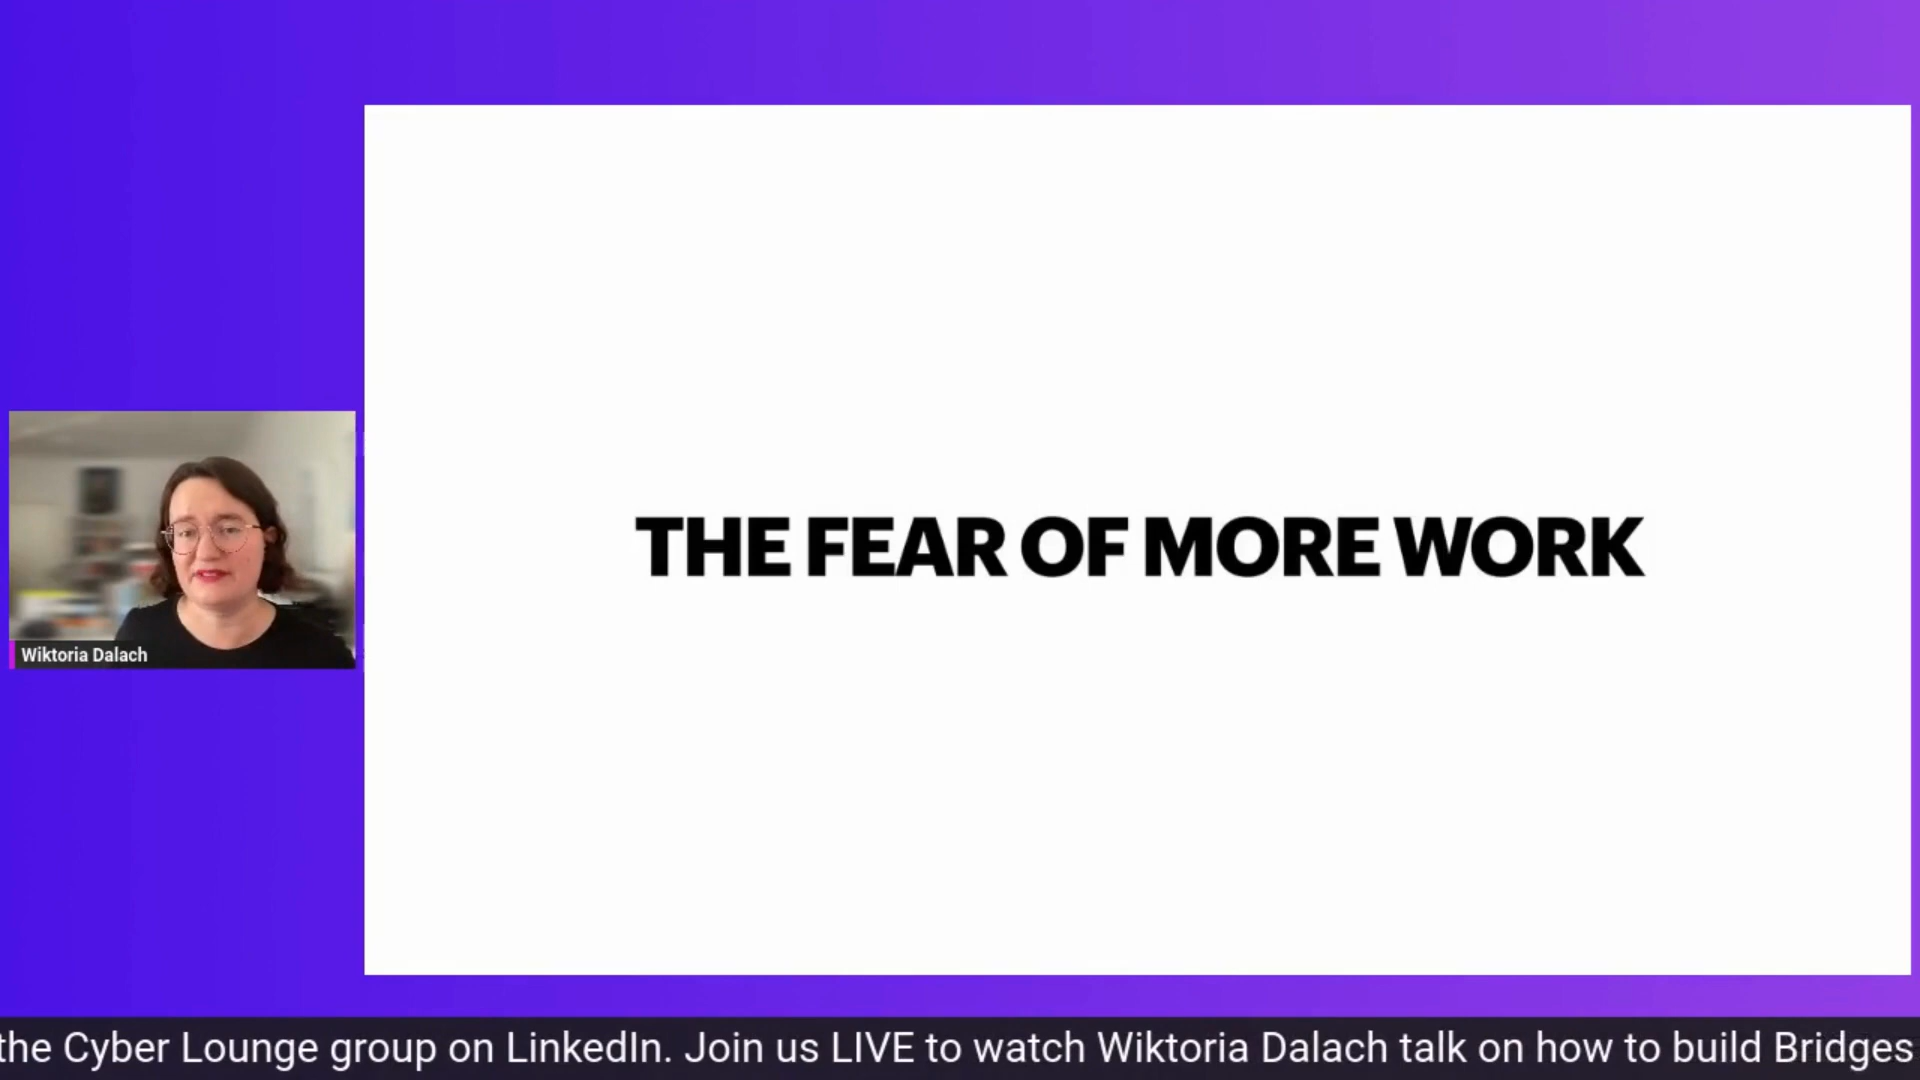 THE FEAR OF MORE WORK
Wiktoria Dalach
the Cyber Lounge group on LinkedIn. Join us LIVE to watch Wiktoria Dalach talk on how to build Bridges